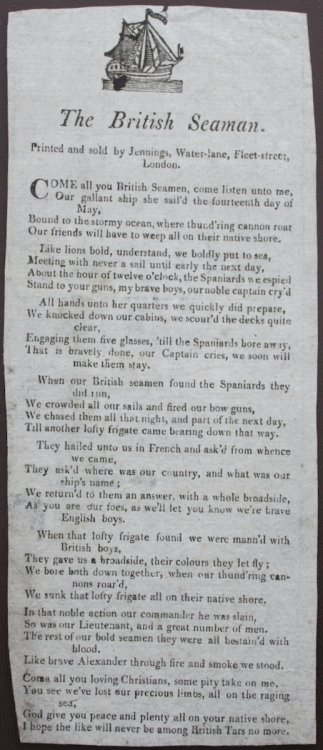 The British Seaman.
Printed and sold by Jennings, Water-lane, Fleet-street,
London.
COME all you British Seamen, come listen unto me,
Our gallant ship she sail'd the fourteenth day of
May,
Bound to the stormy ocean, where thund'ring cannon roar
Our friends will have to weep all on their native shore.
Like lions bold, understand, we boldly put to sea,
Meeting with never a sail until early the next day,
About the hour of twelve o'clock, the Spaniards we espied
Stand to your guns, my brave boys, our noble captain cry'd
All hands unto her quarters we quickly did prepare,
We knocked down our cabins, we scour'd the decks quite
clear,
Engaging them five glasses, 'till the Spaniards bore away,
That is bravely done, our Captain cries, we soon will
make them stay.
When our British seamen found the Spaniards they
did run,
We crowded all our sails and fired our bow guns,
We chased them all that night, and part of the next day,
Till another lofty frigate came bearing down that way.
They hailed unto us in French and ask'd from whence
we came,
They ask'd where was our country, and what was our
ship's name;
We return'd to them an answer, with a whole broadside,
As you are our foes, as we'll let you know we're brave
English boys.
When that lofty frigate found we were mann'd with
British boys,
They gave us a broadside, their colours they let fly;
We bore both down together, when our thund'ring can-
nons roar'd,
We sunk that lofty frigate all on their native shore.
In that noble action our commander he was slain,
So was our Lieutenant, and a great number of men.
The rest of our bold seamen they were all bestain'd with
blood.
Like brave Alexander through fire and smoke we stood.
Come all you loving Christians, some pity take on me,
You see we've lost our precious limbs, all on the raging
sea,
God give you peace and plenty all on your native shore,
I hope the like will never be among British Tars no more.